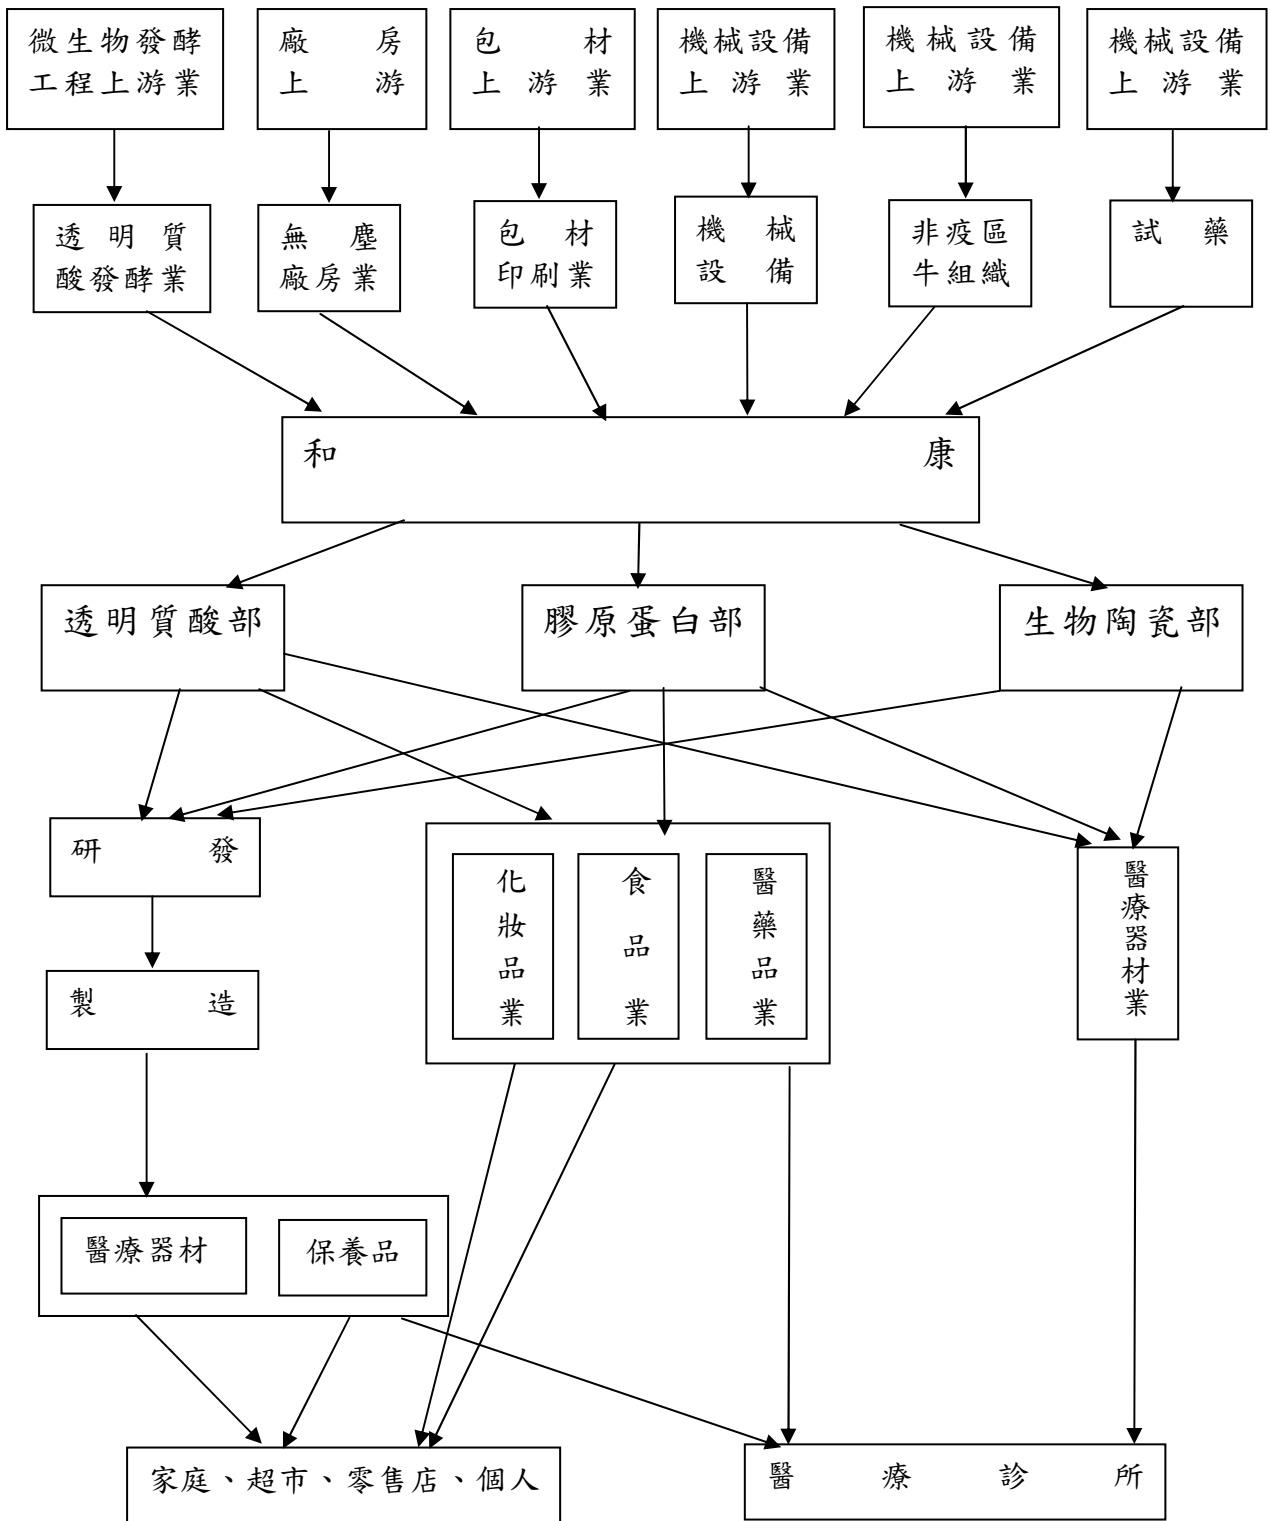 微生物發酵
工程上游業
廠房
上游
包材
上游業
機械設備
上游業
機械設備
上游業
機械設備
上游業
透明質
酸發酵業
無塵
廠房業
包材
印刷業
機械
設備
非疫區
牛組織
試藥
和康
透明質酸部
膠原蛋白部
生物陶瓷部
研發
化妝品業
食品業
醫藥品業
醫療器材業
製造
醫療器材
保養品
家庭、超市、零售店、個人
醫療診所